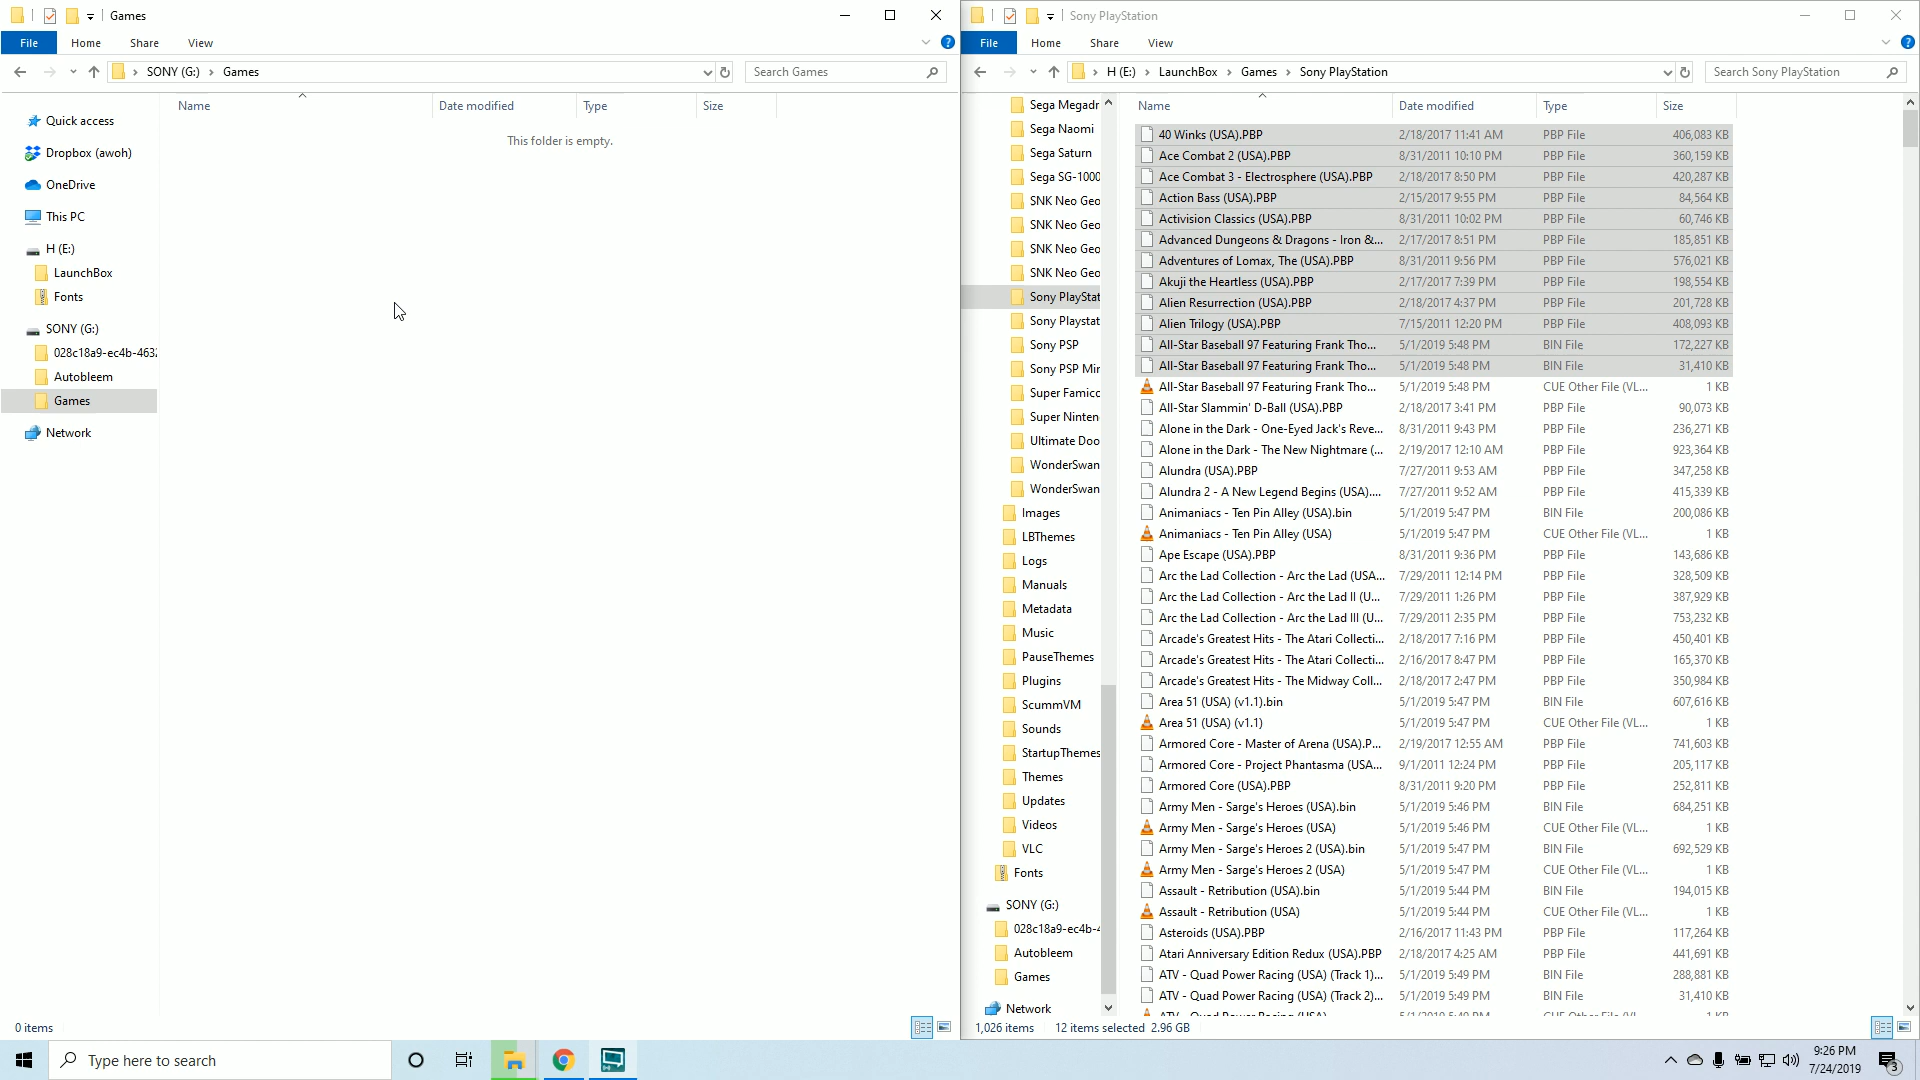 Games
File Home Share View
SONY (G:) Games
Search Games
Name Date modified Type Size
This folder is empty.
Quick access
Dropbox (awoh)
OneDrive
This PC
H (E:)
LaunchBox
Fonts
SONY (G:)
028c18a9-ec4b-463
Autobleem
Games
Network
0 items
Sony PlayStation
File Home Share View
H (E:) LaunchBox Games Sony PlayStation
Search Sony PlayStation
Sega Megadr
Sega Naomi
Sega Saturn
Sega SG-1000
SNK Neo Geo
SNK Neo Geo
SNK Neo Geo
SNK Neo Geo
Sony PlayStat
Sony Playstat
Sony PSP
Sony PSP Min
Super Famicc
Super Ninten
Ultimate Doo
WonderSwan
WonderSwan
Images
LBThemes
Logs
Manuals
Metadata
Music
PauseThemes
Plugins
ScummVM
Sounds
StartupThemes
Themes
Updates
Videos
VLC
Fonts
SONY (G:)
028c18a9-ec4b-4
Autobleem
Games
Network
Name Date modified Type Size
40 Winks (USA).PBP 2/18/2017 11:41 AM PBP File 406,083 KB
Ace Combat 2 (USA).PBP 8/31/2011 10:10 PM PBP File 360,159 KB
Ace Combat 3 - Electrosphere (USA).PBP 2/18/2017 8:50 PM PBP File 420,287 KB
Action Bass (USA).PBP 2/15/2017 9:55 PM PBP File 84,564 KB
Activision Classics (USA).PBP 8/31/2011 10:02 PM PBP File 60,746 KB
Advanced Dungeons & Dragons - Iron &... 2/17/2017 8:51 PM PBP File 185,851 KB
Adventures of Lomax, The (USA).PBP 8/31/2011 9:56 PM PBP File 576,021 KB
Akuji the Heartless (USA).PBP 2/17/2017 7:39 PM PBP File 198,554 KB
Alien Resurrection (USA).PBP 2/18/2017 4:37 PM PBP File 201,728 KB
Alien Trilogy (USA).PBP 7/15/2011 12:20 PM PBP File 408,093 KB
All-Star Baseball 97 Featuring Frank Tho... 5/1/2019 5:48 PM BIN File 172,227 KB
All-Star Baseball 97 Featuring Frank Tho... 5/1/2019 5:48 PM BIN File 31,410 KB
All-Star Baseball 97 Featuring Frank Tho... 5/1/2019 5:48 PM CUE Other File (VL... 1 KB
All-Star Slammin' D-Ball (USA).PBP 2/18/2017 3:41 PM PBP File 90,073 KB
Alone in the Dark - One-Eyed Jack's Reve... 8/31/2011 9:43 PM PBP File 236,271 KB
Alone in the Dark - The New Nightmare (... 2/19/2017 12:10 AM PBP File 923,364 KB
Alundra (USA).PBP 7/27/2011 9:53 AM PBP File 347,258 KB
Alundra 2 - A New Legend Begins (USA).... 7/27/2011 9:52 AM PBP File 415,339 KB
Animaniacs - Ten Pin Alley (USA).bin 5/1/2019 5:47 PM BIN File 200,086 KB
Animaniacs - Ten Pin Alley (USA) 5/1/2019 5:47 PM CUE Other File (VL... 1 KB
Ape Escape (USA).PBP 8/31/2011 9:36 PM PBP File 143,686 KB
Arc the Lad Collection - Arc the Lad (USA... 7/29/2011 12:14 PM PBP File 328,509 KB
Arc the Lad Collection - Arc the Lad II (U... 7/29/2011 1:26 PM PBP File 387,929 KB
Arc the Lad Collection - Arc the Lad III (U... 7/29/2011 2:35 PM PBP File 753,232 KB
Arcade's Greatest Hits - The Atari Collecti... 2/18/2017 7:16 PM PBP File 450,401 KB
Arcade's Greatest Hits - The Atari Collecti... 2/16/2017 8:47 PM PBP File 165,370 KB
Arcade's Greatest Hits - The Midway Coll... 2/18/2017 2:47 PM PBP File 350,984 KB
Area 51 (USA) (v1.1).bin 5/1/2019 5:47 PM BIN File 607,616 KB
Area 51 (USA) (v1.1) 5/1/2019 5:47 PM CUE Other File (VL... 1 KB
Armored Core - Master of Arena (USA).P... 2/19/2017 12:55 AM PBP File 741,603 KB
Armored Core - Project Phantasma (USA... 9/1/2011 12:24 PM PBP File 205,117 KB
Armored Core (USA).PBP 8/31/2011 9:20 PM PBP File 252,811 KB
Army Men - Sarge's Heroes (USA).bin 5/1/2019 5:46 PM BIN File 684,251 KB
Army Men - Sarge's Heroes (USA) 5/1/2019 5:46 PM CUE Other File (VL... 1 KB
Army Men - Sarge's Heroes 2 (USA).bin 5/1/2019 5:47 PM BIN File 692,529 KB
Army Men - Sarge's Heroes 2 (USA) 5/1/2019 5:47 PM CUE Other File (VL... 1 KB
Assault - Retribution (USA).bin 5/1/2019 5:44 PM BIN File 194,015 KB
Assault - Retribution (USA) 5/1/2019 5:44 PM CUE Other File (VL... 1 KB
Asteroids (USA).PBP 2/16/2017 11:43 PM PBP File 117,264 KB
Atari Anniversary Edition Redux (USA).PBP 2/18/2017 4:25 AM PBP File 441,691 KB
ATV - Quad Power Racing (USA) (Track 1)... 5/1/2019 5:49 PM BIN File 288,881 KB
ATV - Quad Power Racing (USA) (Track 2)... 5/1/2019 5:49 PM BIN File 31,410 KB
1,026 items 12 items selected 2.96 GB
Type here to search
9:26 PM
7/24/2019
3